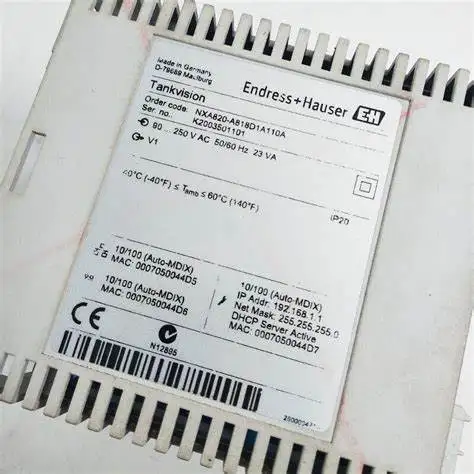 Made in Germany
D-79689 Maulburg
Endress+Hauser EH
Tankvision
Order code: NXA820-A818D1A110A
Ser. no.: K2003501101
80 ... 250 V AC 50/60 Hz 23 VA
V1
-40°C (-40°F) ≤ Tamb ≤ 60°C (140°F)
IP20
10/100 (Auto-MDIX)
MAC: 0007050044D5
10/100 (Auto-MDIX)
MAC: 0007050044D6
10/100 (Auto-MDIX)
IP Addr: 192.168.1.1
Net Mask: 255.255.255.0
DHCP Server Active
MAC: 0007050044D7
CE
N12895